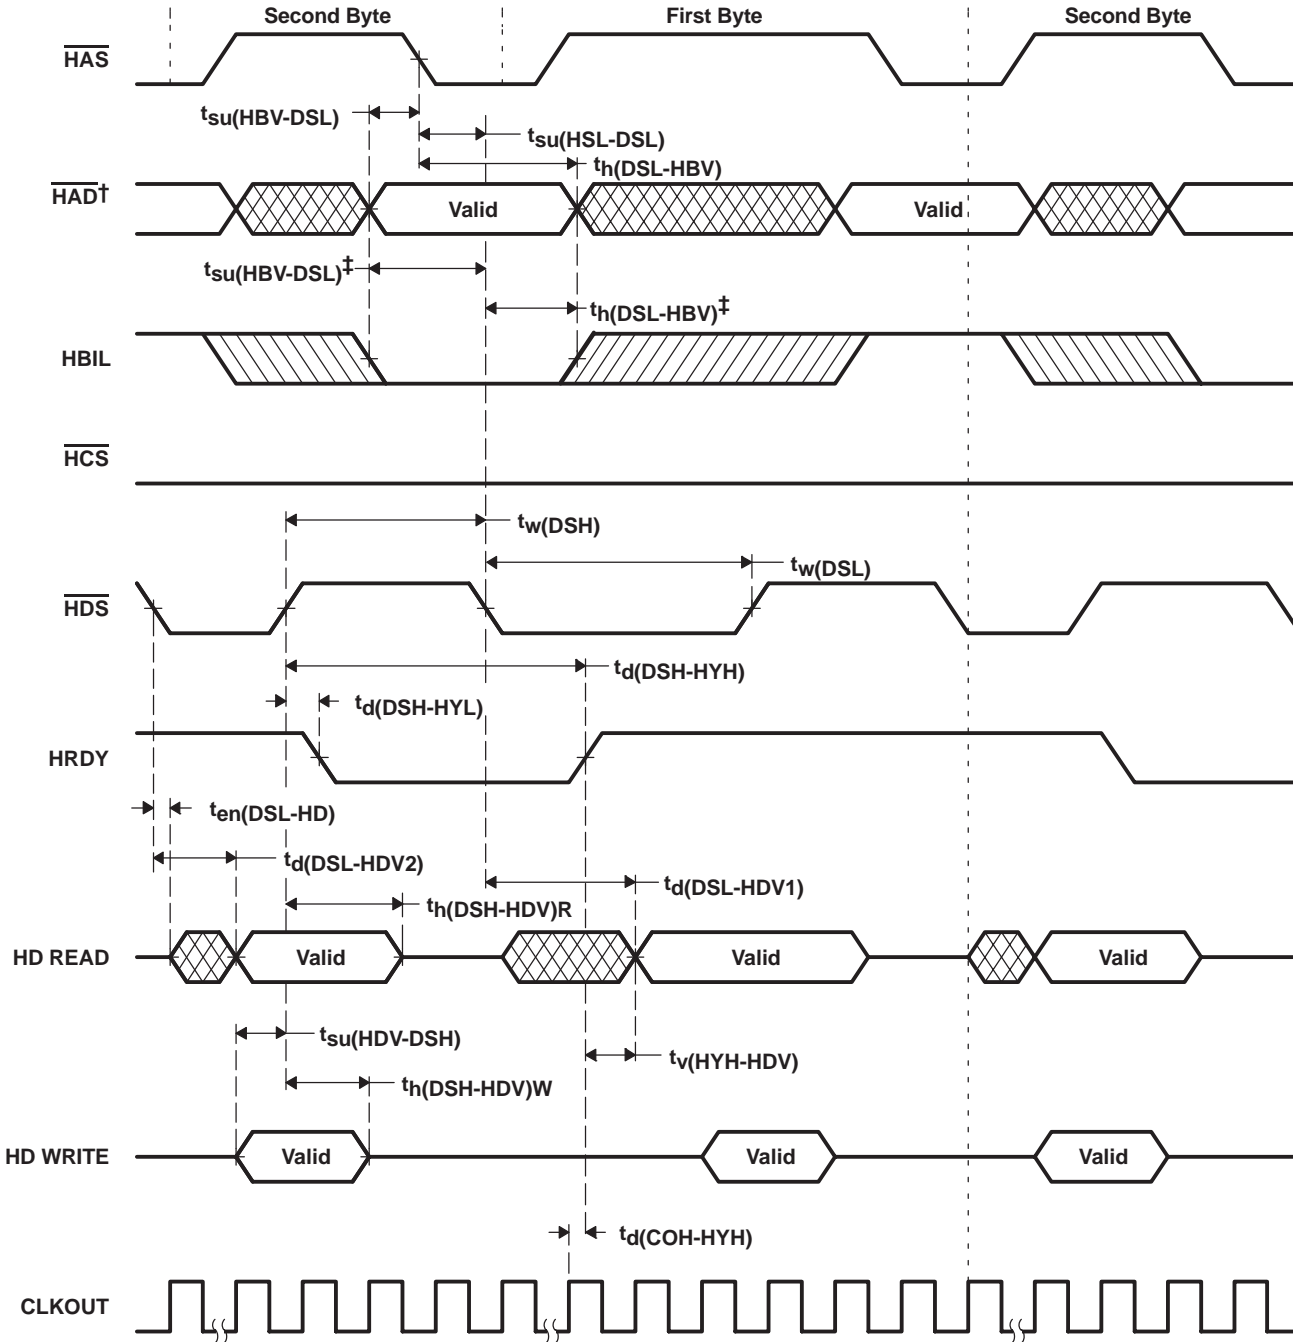 Second Byte First Byte Second Byte
HAS
tsu(HBV-DSL)
tsu(HSL-DSL)
th(DSL-HBV)
HAD†
Valid Valid
tsu(HBV-DSL)‡
th(DSL-HBV)‡
HBIL
HCS
tw(DSH)
tw(DSL)
HDS
td(DSH-HYH)
td(DSH-HYL)
HRDY
ten(DSL-HD)
td(DSL-HDV2)
td(DSL-HDV1)
th(DSH-HDV)R
HD READ
Valid Valid Valid
tsu(HDV-DSH)
tv(HYH-HDV)
th(DSH-HDV)W
HD WRITE
Valid Valid Valid
td(COH-HYH)
CLKOUT